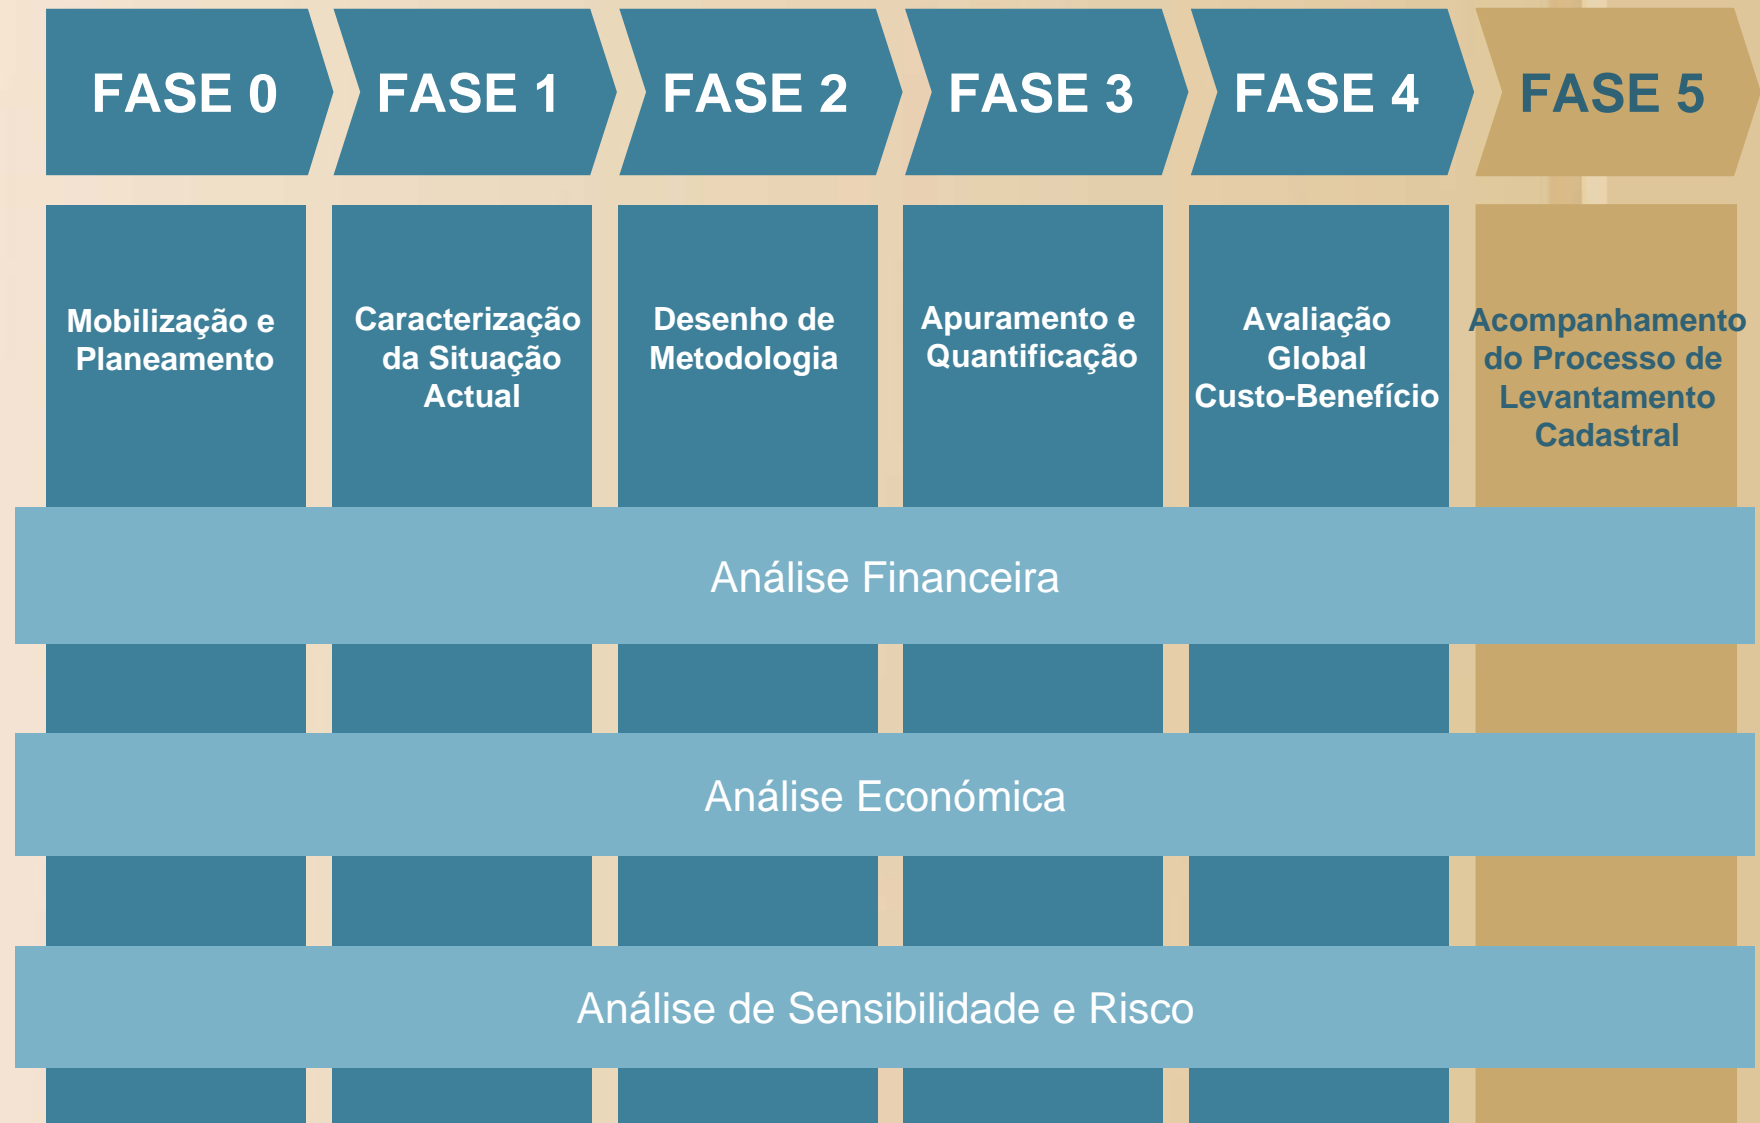 FASE 0
FASE 1
FASE 2
FASE 3
FASE 4
FASE 5
Mobilização e
Planeamento
Caracterização
da Situação
Actual
Desenho de
Metodologia
Apuramento e
Quantificação
Avaliação
Global
Custo-Benefício
Acompanhamento
do Processo de
Levantamento
Cadastral
Análise Financeira
Análise Económica
Análise de Sensibilidade e Risco